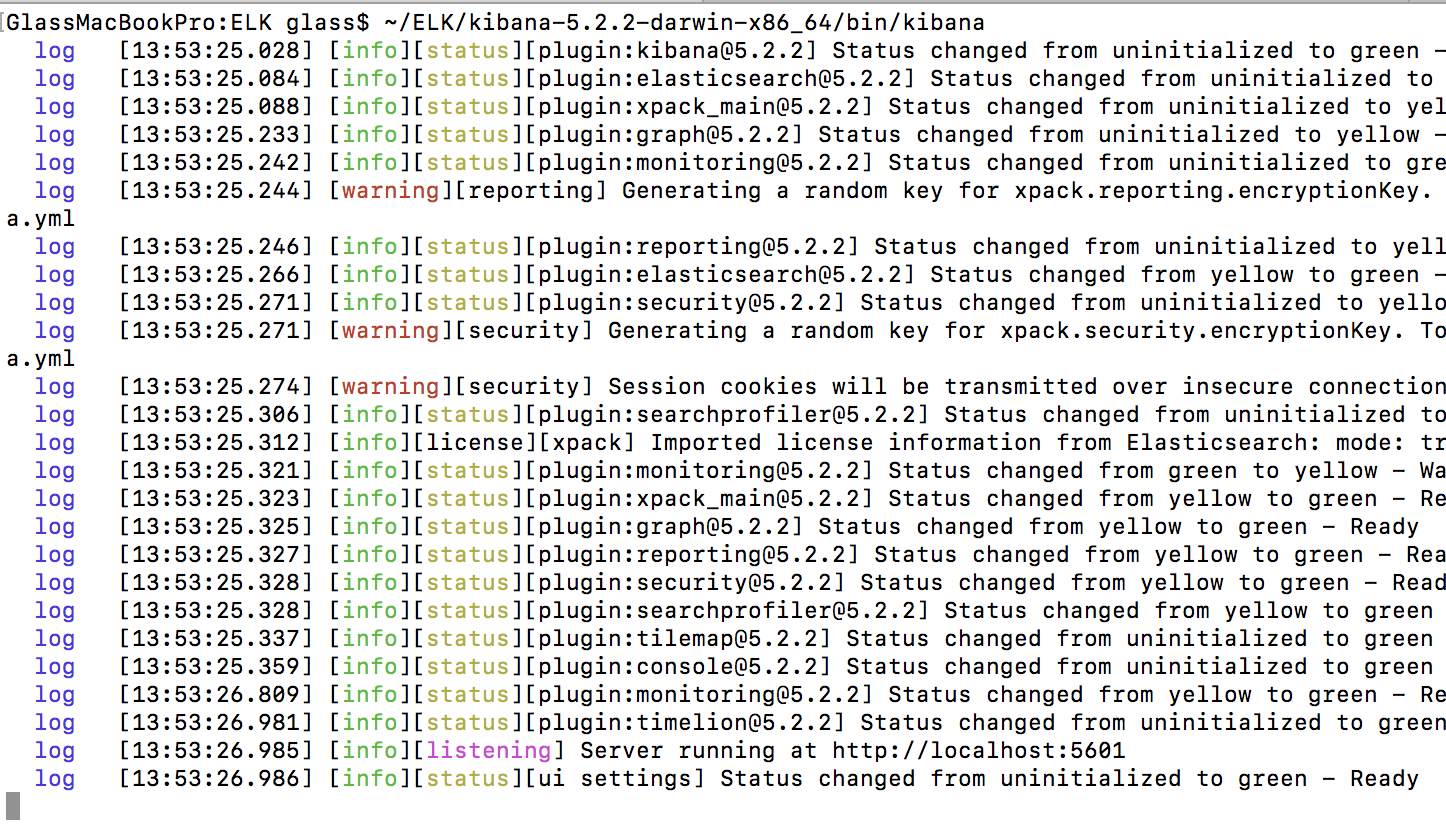 GlassMacBookPro:ELK glass$ ~/ELK/kibana-5.2.2-darwin-x86_64/bin/kibana
log [13:53:25.028] [info][status][plugin:kibana@5.2.2] Status changed from uninitialized to green –
log [13:53:25.084] [info][status][plugin:elasticsearch@5.2.2] Status changed from uninitialized to
log [13:53:25.088] [info][status][plugin:xpack_main@5.2.2] Status changed from uninitialized to yel
log [13:53:25.233] [info][status][plugin:graph@5.2.2] Status changed from uninitialized to yellow –
log [13:53:25.242] [info][status][plugin:monitoring@5.2.2] Status changed from uninitialized to gre
log [13:53:25.244] [warning][reporting] Generating a random key for xpack.reporting.encryptionKey.
a.yml
log [13:53:25.246] [info][status][plugin:reporting@5.2.2] Status changed from uninitialized to yell
log [13:53:25.266] [info][status][plugin:elasticsearch@5.2.2] Status changed from yellow to green –
log [13:53:25.271] [info][status][plugin:security@5.2.2] Status changed from uninitialized to yello
log [13:53:25.271] [warning][security] Generating a random key for xpack.security.encryptionKey. To
a.yml
log [13:53:25.274] [warning][security] Session cookies will be transmitted over insecure connection
log [13:53:25.306] [info][status][plugin:searchprofiler@5.2.2] Status changed from uninitialized to
log [13:53:25.312] [info][license][xpack] Imported license information from Elasticsearch: mode: tr
log [13:53:25.321] [info][status][plugin:monitoring@5.2.2] Status changed from green to yellow – Wa
log [13:53:25.323] [info][status][plugin:xpack_main@5.2.2] Status changed from yellow to green – Re
log [13:53:25.325] [info][status][plugin:graph@5.2.2] Status changed from yellow to green – Ready
log [13:53:25.327] [info][status][plugin:reporting@5.2.2] Status changed from yellow to green – Rea
log [13:53:25.328] [info][status][plugin:security@5.2.2] Status changed from yellow to green – Read
log [13:53:25.328] [info][status][plugin:searchprofiler@5.2.2] Status changed from yellow to green
log [13:53:25.337] [info][status][plugin:tilemap@5.2.2] Status changed from uninitialized to green
log [13:53:25.359] [info][status][plugin:console@5.2.2] Status changed from uninitialized to green
log [13:53:26.809] [info][status][plugin:monitoring@5.2.2] Status changed from yellow to green – Re
log [13:53:26.981] [info][status][plugin:timelion@5.2.2] Status changed from uninitialized to green
log [13:53:26.985] [info][listening] Server running at http://localhost:5601
log [13:53:26.986] [info][status][ui settings] Status changed from uninitialized to green – Ready